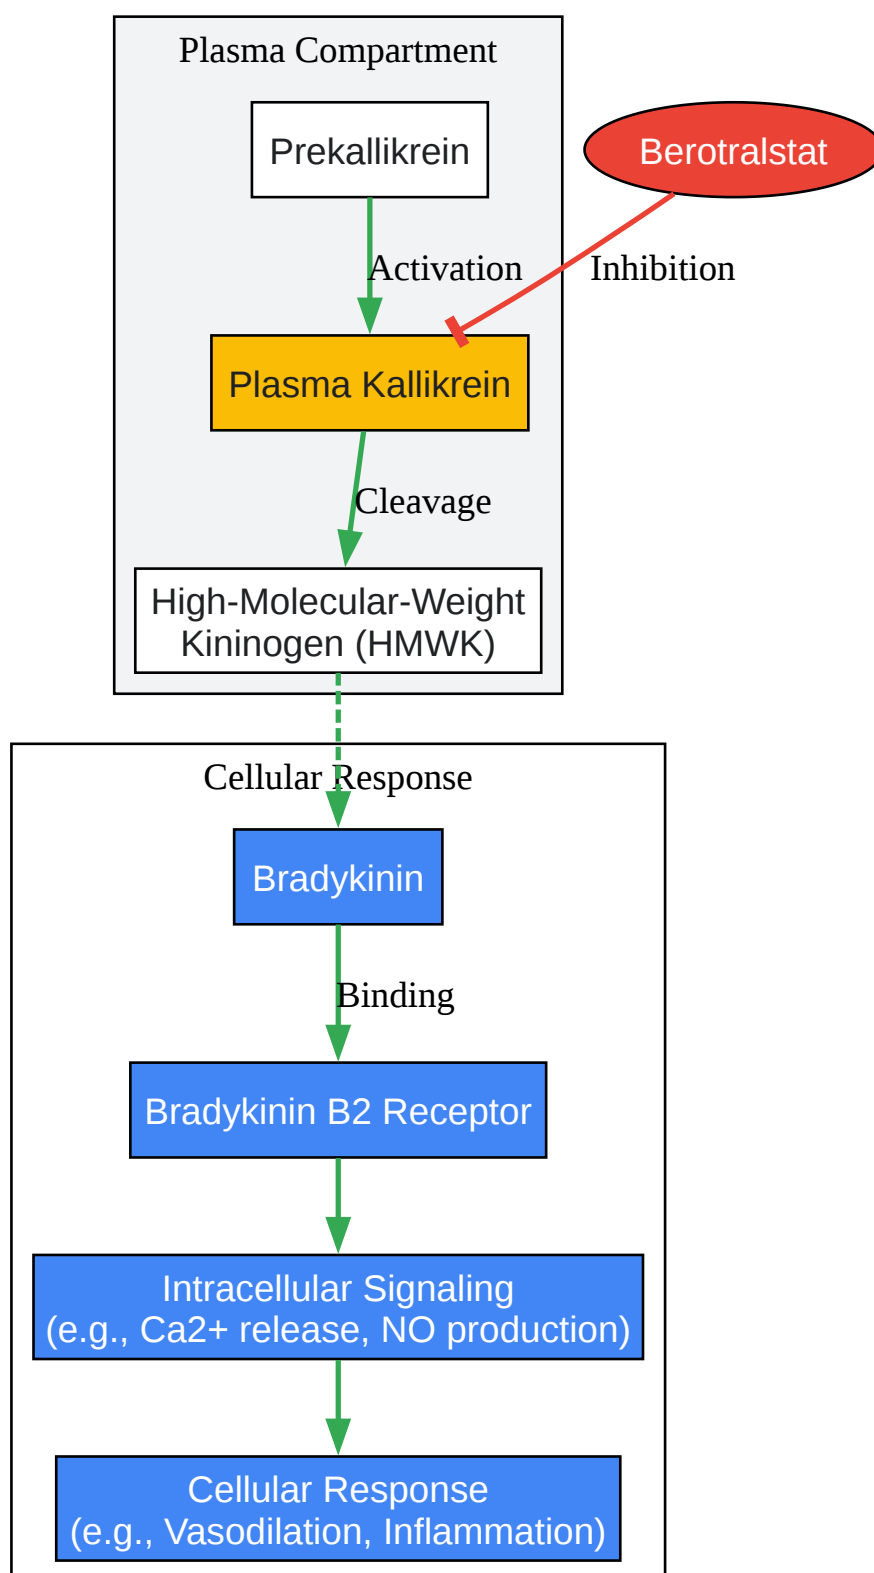 Plasma Compartment
Prekallikrein
Berotralstat
Activation
Inhibition
Plasma Kallikrein
Cleavage
High-Molecular-Weight
Kininogen (HMWK)
Cellular Response
Bradykinin
Binding
Bradykinin B2 Receptor
Intracellular Signaling
(e.g., Ca2+ release, NO production)
Cellular Response
(e.g., Vasodilation, Inflammation)